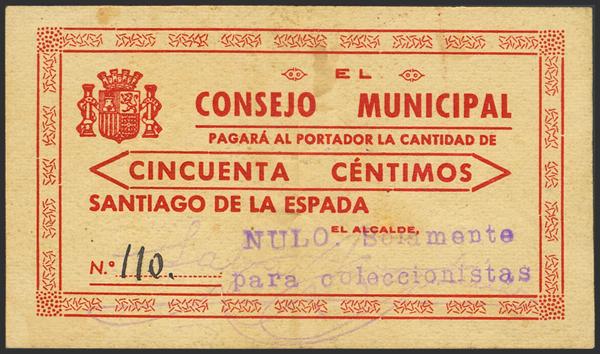 EL
CONSEJO MUNICIPAL
PAGARÁ AL PORTADOR LA CANTIDAD DE
CINCUENTA CÉNTIMOS
SANTIAGO DE LA ESPADA
EL ALCALDE,
NULO. Solamente
N.º 110.
para coleccionistas